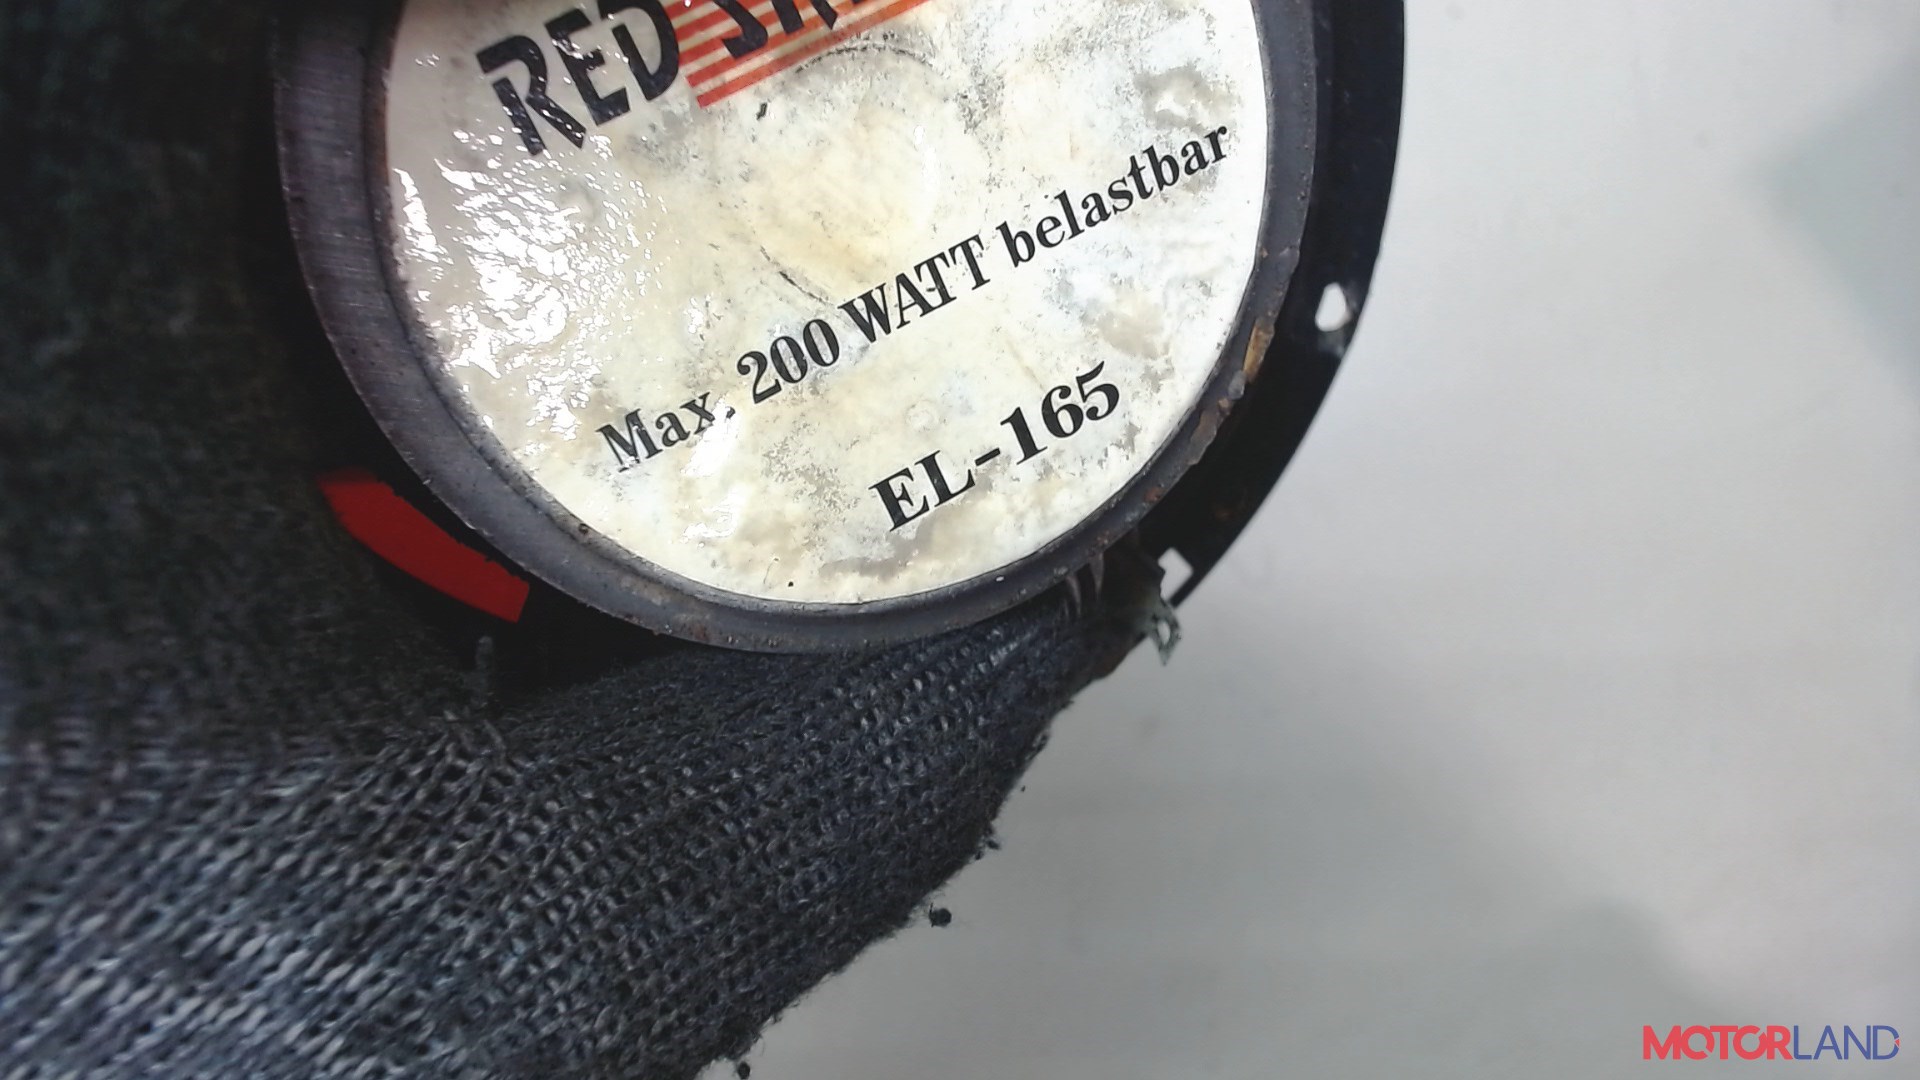 RED
Max. 200 WATT belastbar
EL-165
MOTORLAND